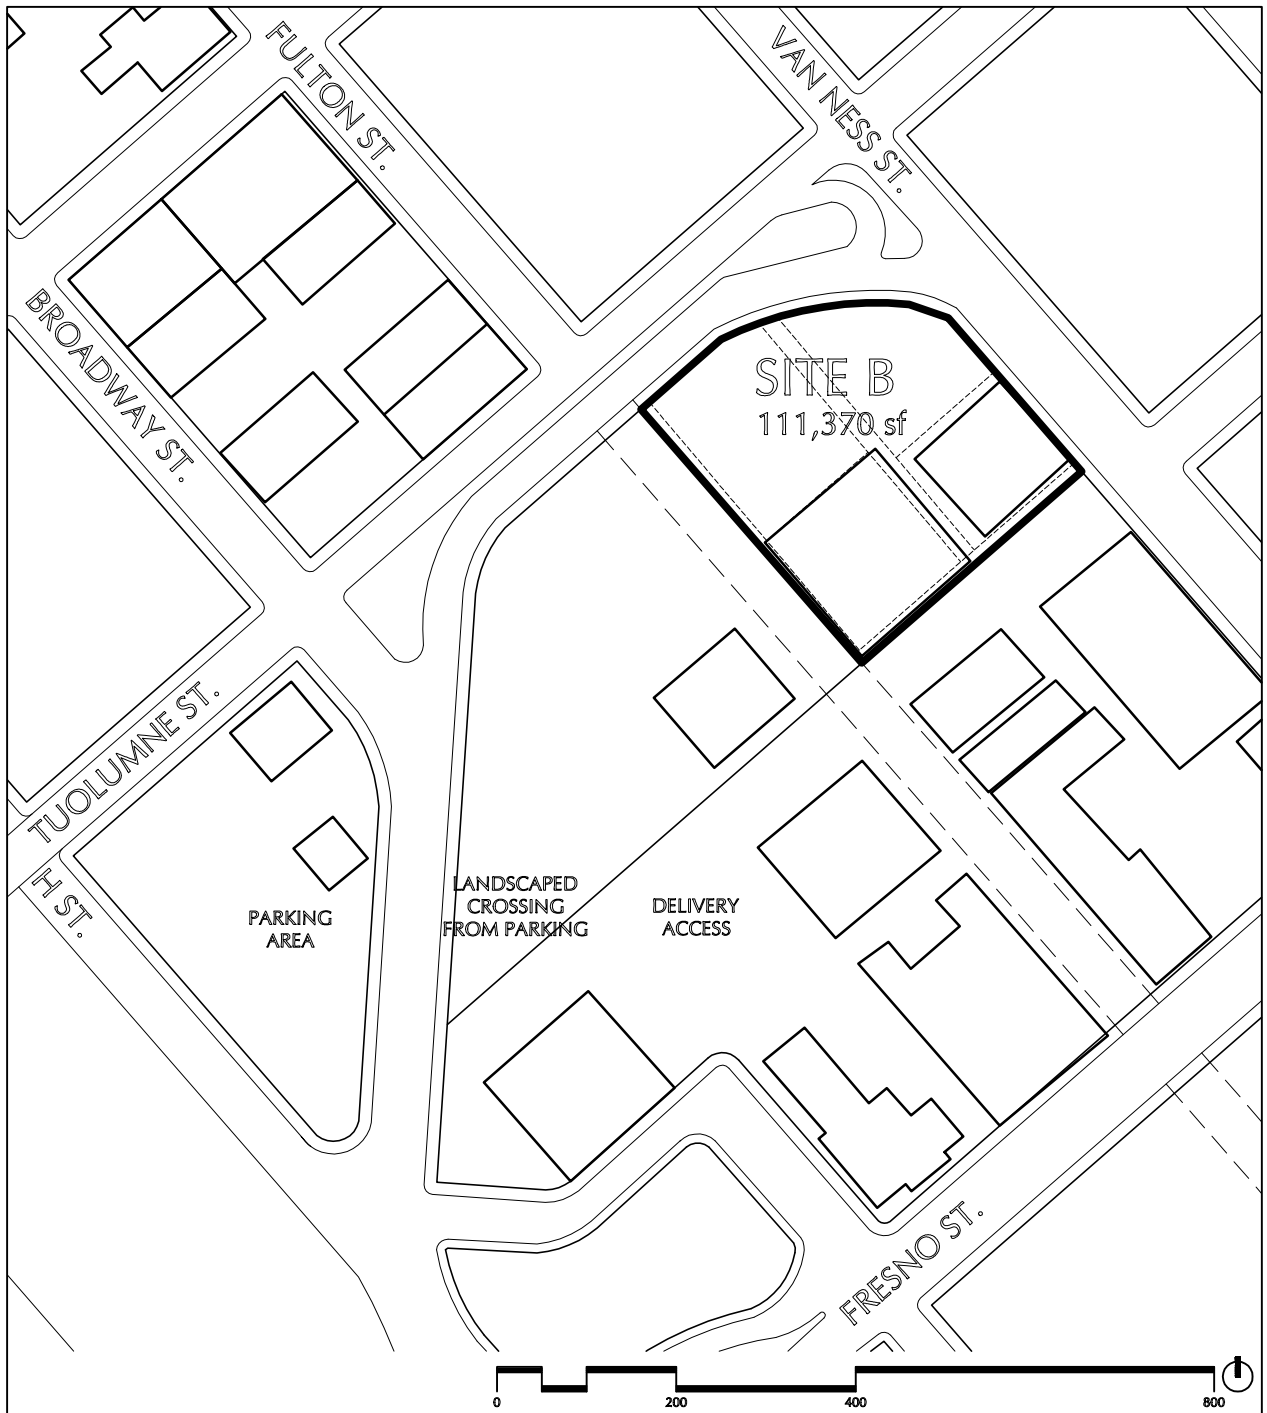 FULTON ST.
VAN NESS ST.
BROADWAY ST.
SITE B
111,370 sf
TUOLUMNE ST.
H ST.
PARKING
AREA
LANDSCAPED
CROSSING
FROM PARKING
DELIVERY
ACCESS
FRESNO ST.
0 200 400 800